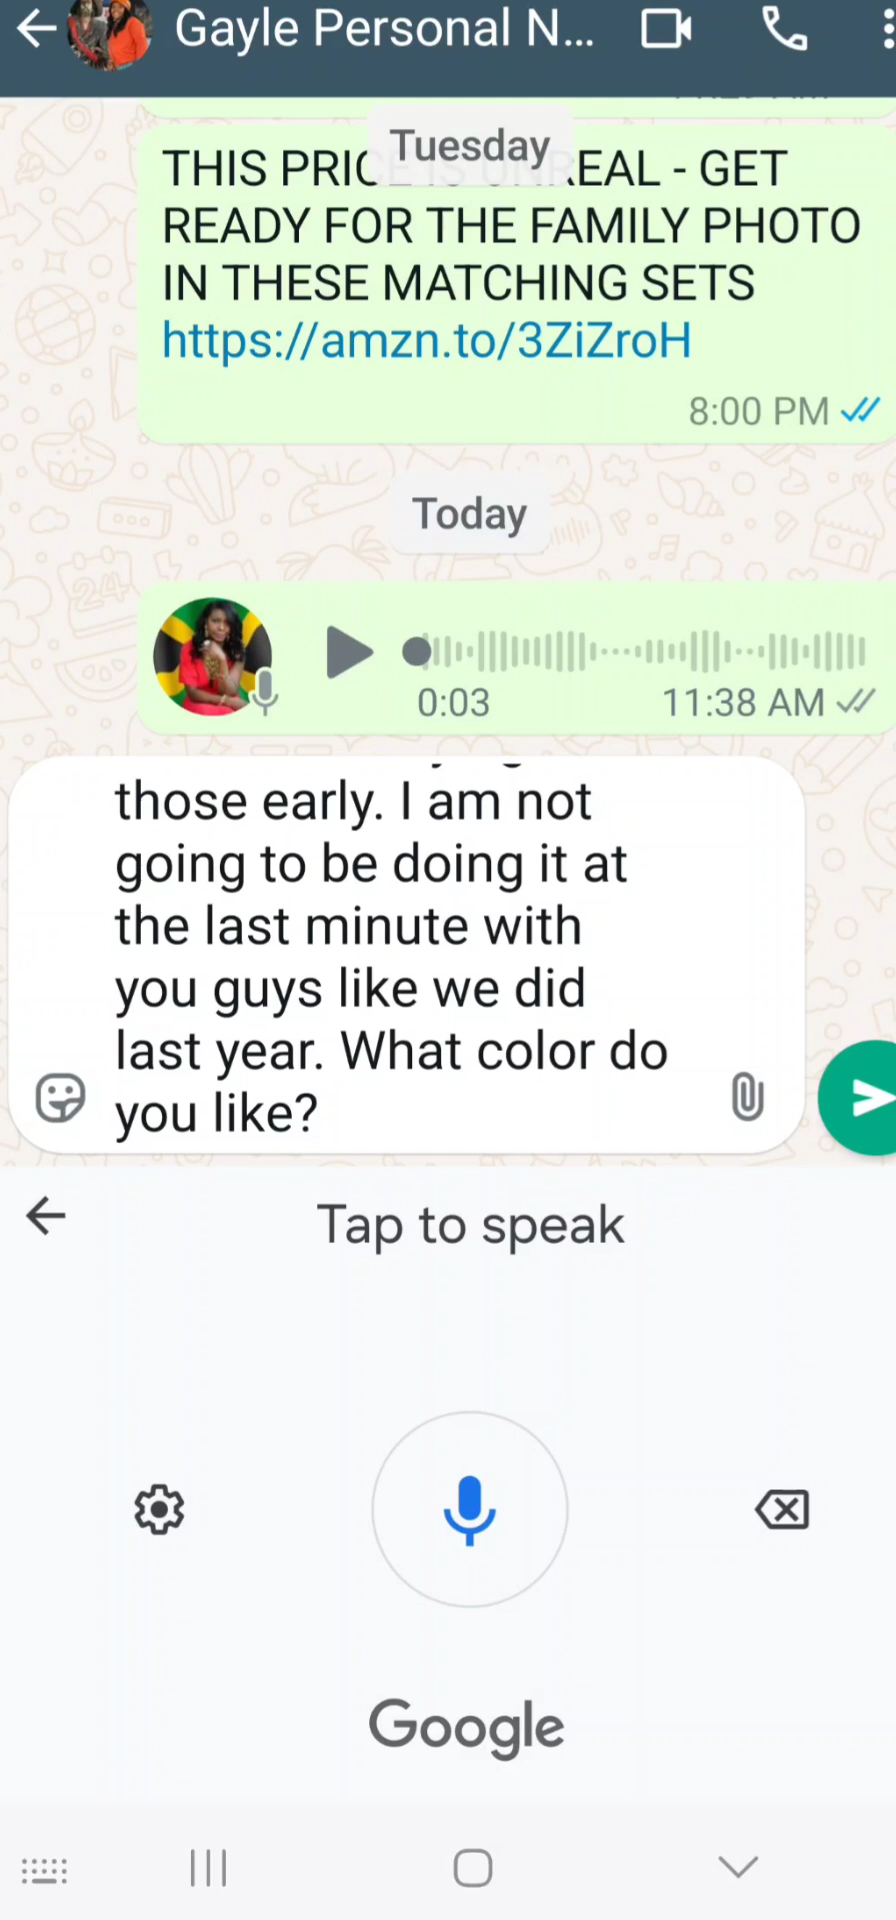 Gayle Personal N...
Tuesday
THIS PRIC REAL - GET
READY FOR THE FAMILY PHOTO
IN THESE MATCHING SETS
https://amzn.to/3ZiZroH
8:00 PM
Today
0:03 11:38 AM
those early. I am not
going to be doing it at
the last minute with
you guys like we did
last year. What color do
you like?
Tap to speak
Google